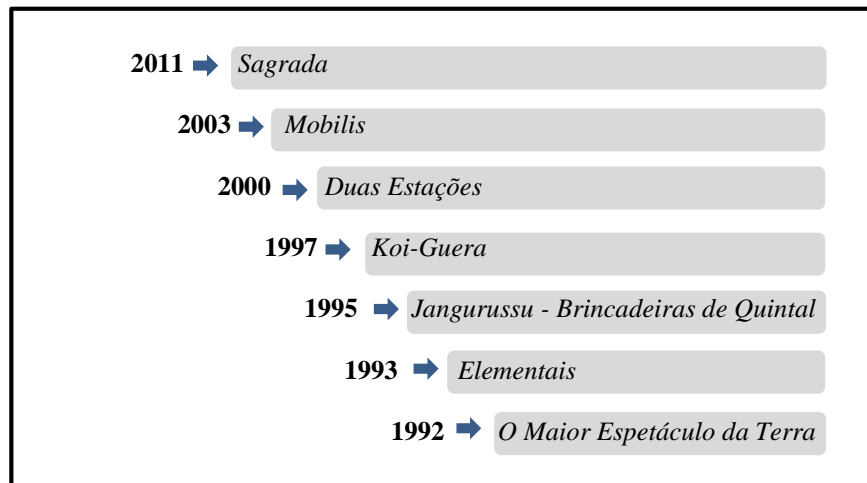 2011 Sagrada
2003 Mobilis
2000 Duas Estações
1997 Koi-Guera
1995 Jangurussu - Brincadeiras de Quintal
1993 Elementais
1992 O Maior Espetáculo da Terra